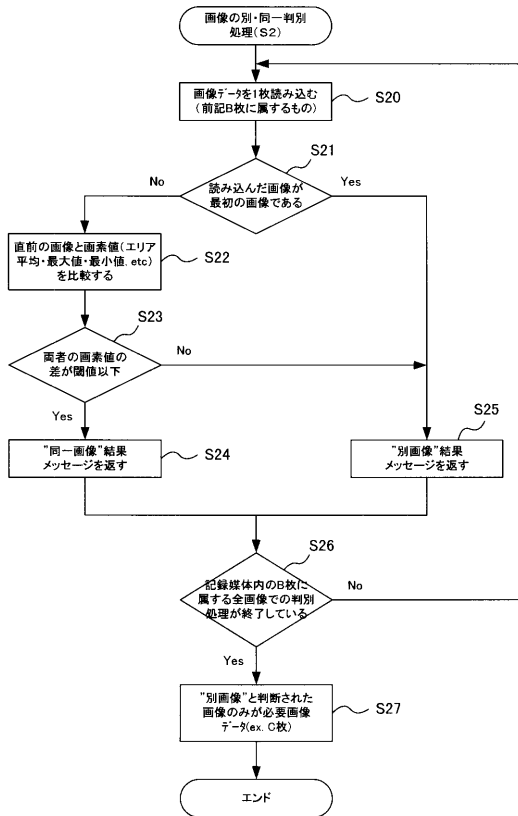 画像の別・同一判別
処理(S2)
画像データを1枚読み込む
(前記B枚に属するもの)
S20
S21
読み込んだ画像が
最初の画像である
No
Yes
直前の画像と画素値(エリア
平均・最大値・最小値. etc)
を比較する
S22
S23
両者の画素値の
差が閾値以下
No
Yes
"同一画像"結果
メッセージを返す
S24
S25
"別画像"結果
メッセージを返す
S26
記録媒体内のB枚に
属する全画像での判別
処理が終了している
No
Yes
"別画像"と判断された
画像のみが必要画像
データ(ex. C枚)
S27
エンド